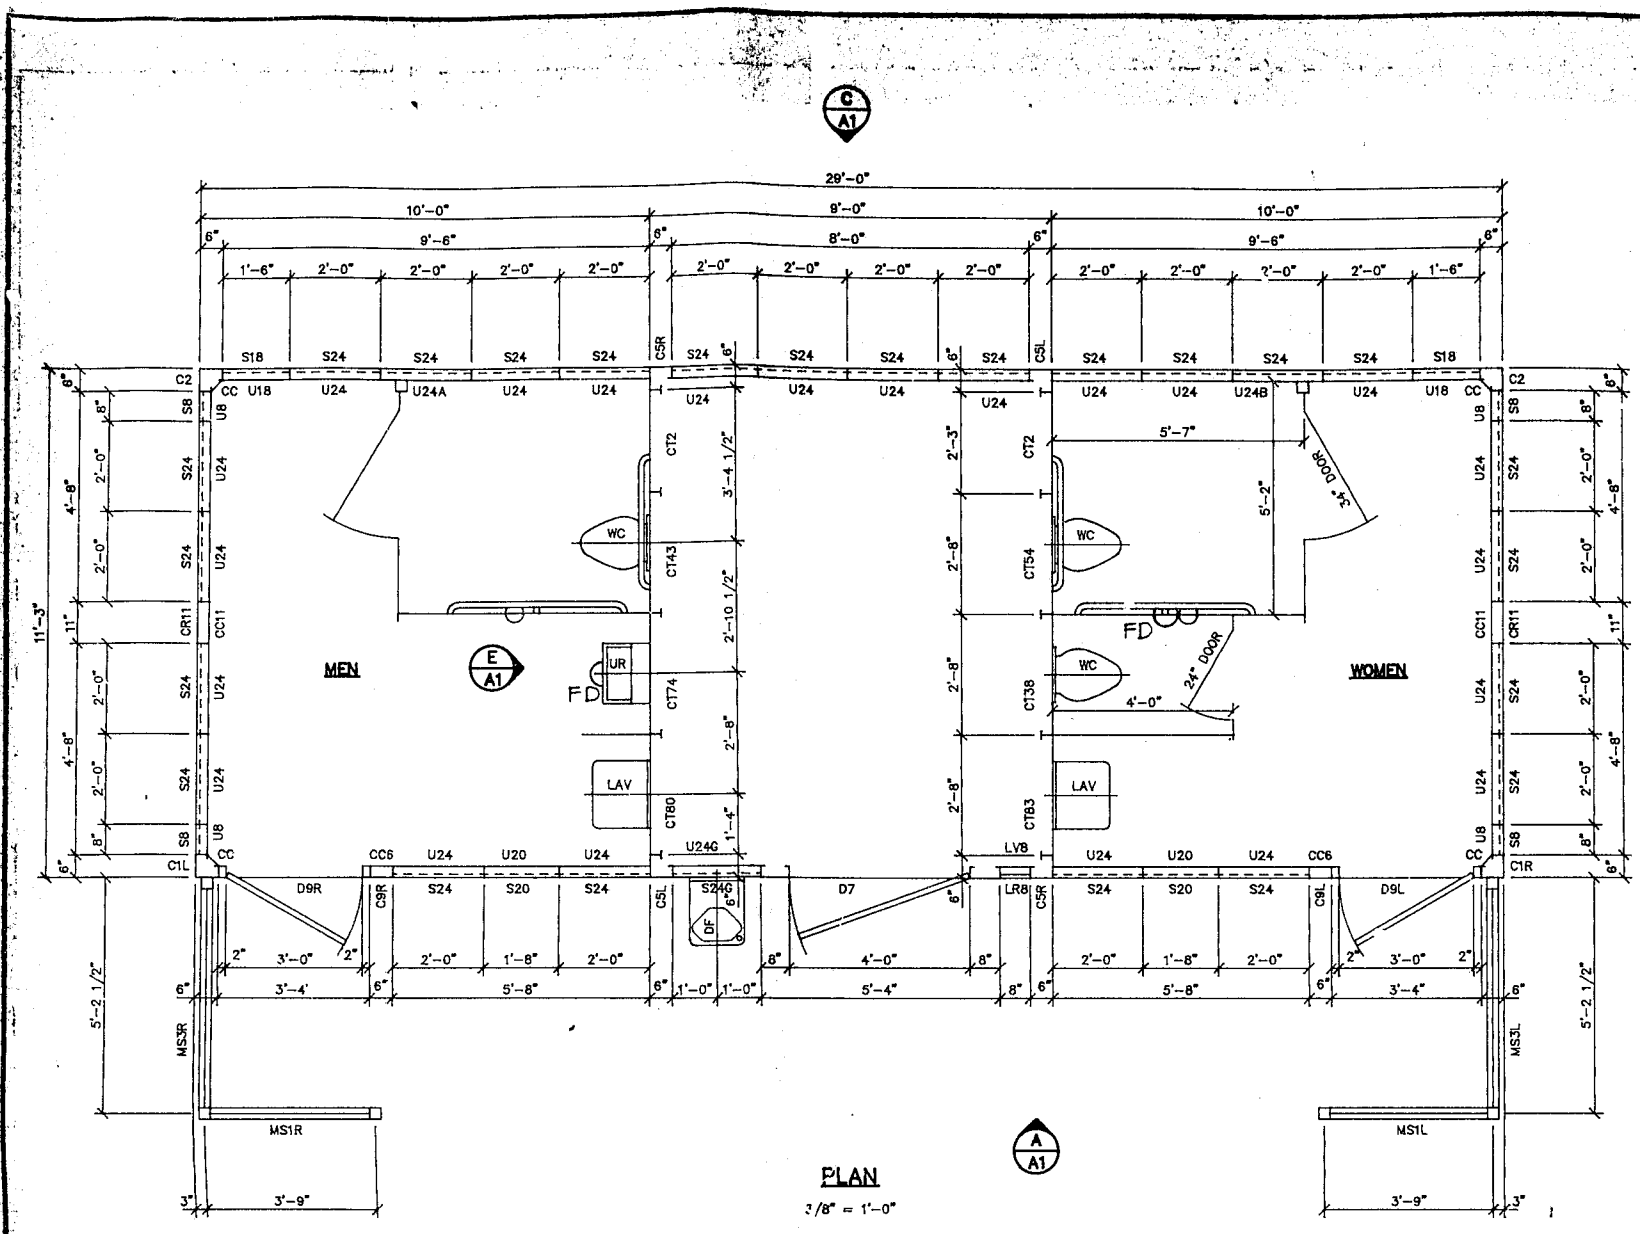 C
A1
29'-0"
10'-0" 9'-0" 10'-0"
6" 9'-6" 6" 8'-0" 6" 9'-6" 6"
1'-6" 2'-0" 2'-0" 2'-0" 2'-0" 2'-0" 2'-0" 2'-0" 2'-0" 2'-0" 2'-0" 2'-0" 2'-0" 1'-6"
S18 S24 S24 S24 S24 C5R S24 6" S24 S24 6" S24 C5L S24 S24 S24 S24 S18
6" C2 CC U18 U24 U24A U24 U24 U24 U24 U24 U24 U24 U24 U24B U24 U18 CC C2 6"
8" S8 U8 U8 S8 8"
CT2 3'-4 1/2" 2'-3" CT2 5'-7"
4'-8" 2'-0" S24 U24 34" DOOR U24 S24 2'-0" 4'-8"
5'-2"
WC WC
2'-0" S24 U24 CT43 2'-8" CT54 U24 S24 2'-0"
11'-3" 11" CR11 CC11 2'-10 1/2" CC11 CR11 11"
FD
MEN E UR 24" DOOR WC WOMEN
A1
2'-0" S24 U24 FD CT74 2'-8" CT38 4'-0" U24 S24 2'-0"
4'-8" 2'-8" 4'-8"
2'-0" S24 U24 LAV LAV U24 S24 2'-0"
CT80 2'-8" CT83
8" S8 U8 1'-4" U8 S8 8"
6" C1L CC CC6 U24 U20 U24 U24G LV8 U24 U20 U24 CC6 CC C1R 6"
D9R C9R S24 S20 S24 C5L S24G 6" D7 6" LR8 C5R S24 S20 S24 C9L D9L
DF
2" 3'-0" 2" 2'-0" 1'-8" 2'-0" 8" 4'-0" 8" 2'-0" 1'-8" 2'-0" 2" 3'-0" 2"
6" 3'-4' 6" 5'-8" 6" 1'-0" 1'-0" 5'-4" 8" 6" 5'-8" 6" 3'-4" 6"
5'-2 1/2" MS3R MS3L 5'-2 1/2"
MS1R MS1L
A
A1
PLAN
3/8" = 1'-0"
3" 3'-9" 3'-9" 3"